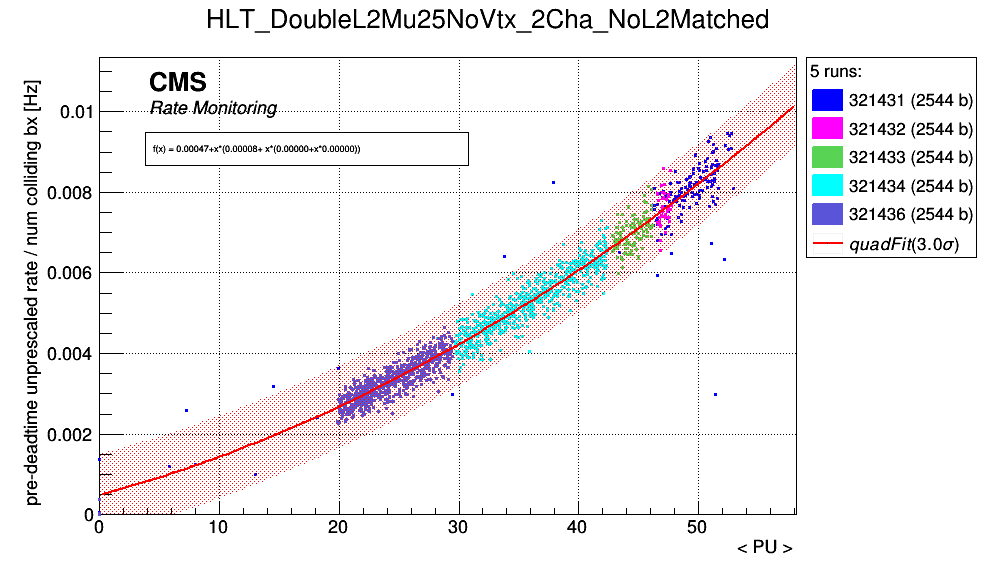 HLT_DoubleL2Mu25NoVtx_2Cha_NoL2Matched
pre-deadtime unprescaled rate / num colliding bx [Hz]
CMS
Rate Monitoring
f(x) = 0.00047+x*(0.00008+ x*(0.00000+x*0.00000))
0.01
0.008
0.006
0.004
0.002
0
0 10 20 30 40 50
< PU >
5 runs:
321431 (2544 b)
321432 (2544 b)
321433 (2544 b)
321434 (2544 b)
321436 (2544 b)
quadFit(3.0σ)